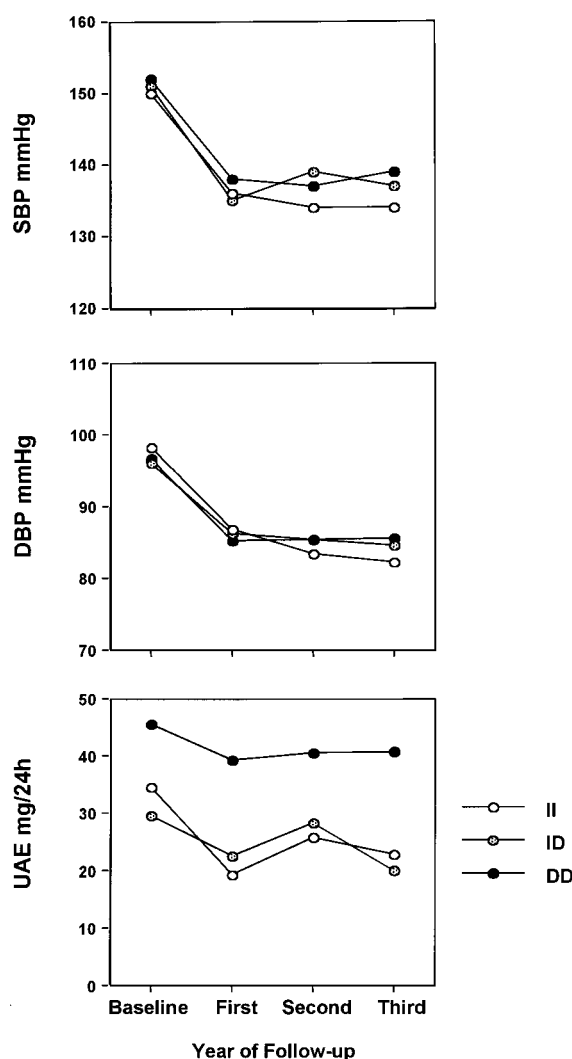 160
150
140
130
120
SBP mmHg
110
100
90
80
70
DBP mmHg
50
40
30
20
10
0
UAE mg/24h
II
ID
DD
Baseline First Second Third
Year of Follow-up